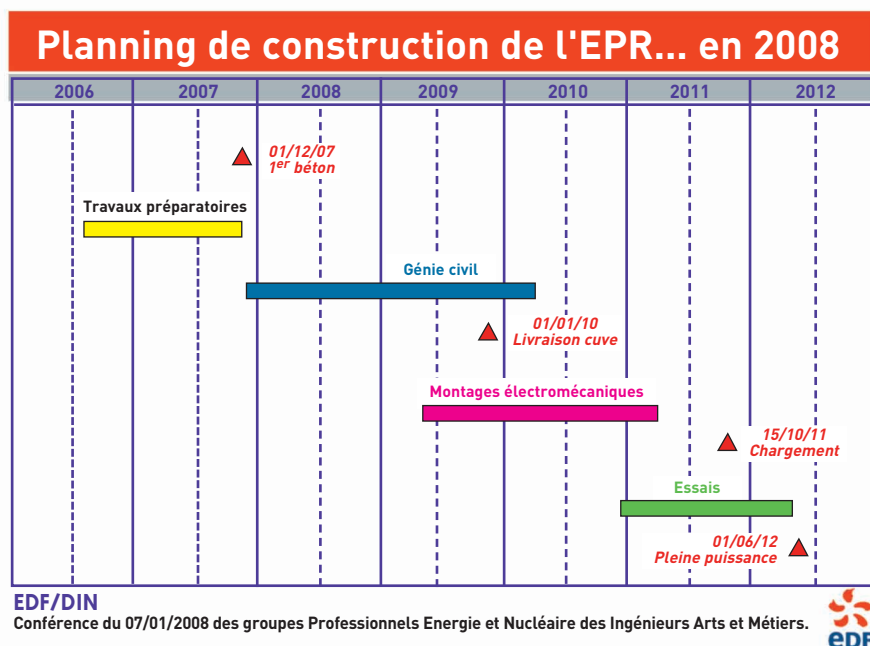 Planning de construction de l'EPR... en 2008
2006 2007 2008 2009 2010 2011 2012
01/12/07
1er béton
Travaux préparatoires
Génie civil
01/01/10
Livraison cuve
Montages électromécaniques
15/10/11
Chargement
Essais
01/06/12
Pleine puissance
EDF/DIN
Conférence du 07/01/2008 des groupes Professionnels Energie et Nucléaire des Ingénieurs Arts et Métiers.
eDF